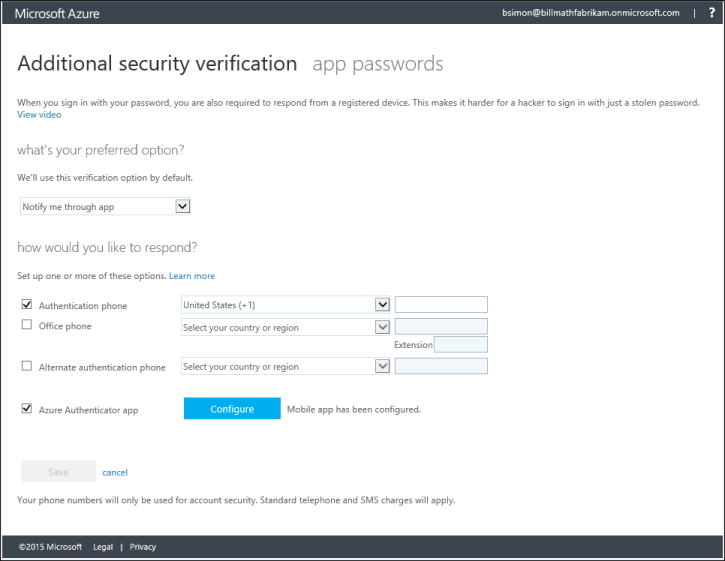 Microsoft Azure
bsimon@billmathfabrikam.onmicrosoft.com | ?
Additional security verification app passwords
When you sign in with your password, you are also required to respond from a registered device. This makes it harder for a hacker to sign in with just a stolen password.
View video
what's your preferred option?
We'll use this verification option by default.
Notify me through app
how would you like to respond?
Set up one or more of these options. Learn more
Authentication phone United States (+1)
Office phone Select your country or region
Extension
Alternate authentication phone Select your country or region
Azure Authenticator app Configure Mobile app has been configured.
Save cancel
Your phone numbers will only be used for account security. Standard telephone and SMS charges will apply.
©2015 Microsoft Legal | Privacy